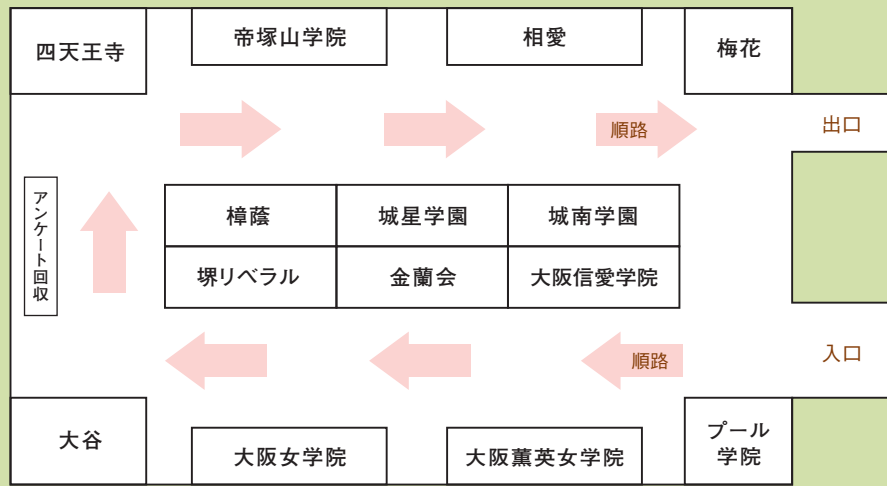 四天王寺
帝塚山学院
相愛
梅花
順路
出口
アンケート回収
樟蔭
城星学園
城南学園
堺リベラル
金蘭会
大阪信愛学院
順路
入口
大谷
大阪女学院
大阪薫英女学院
プール
学院